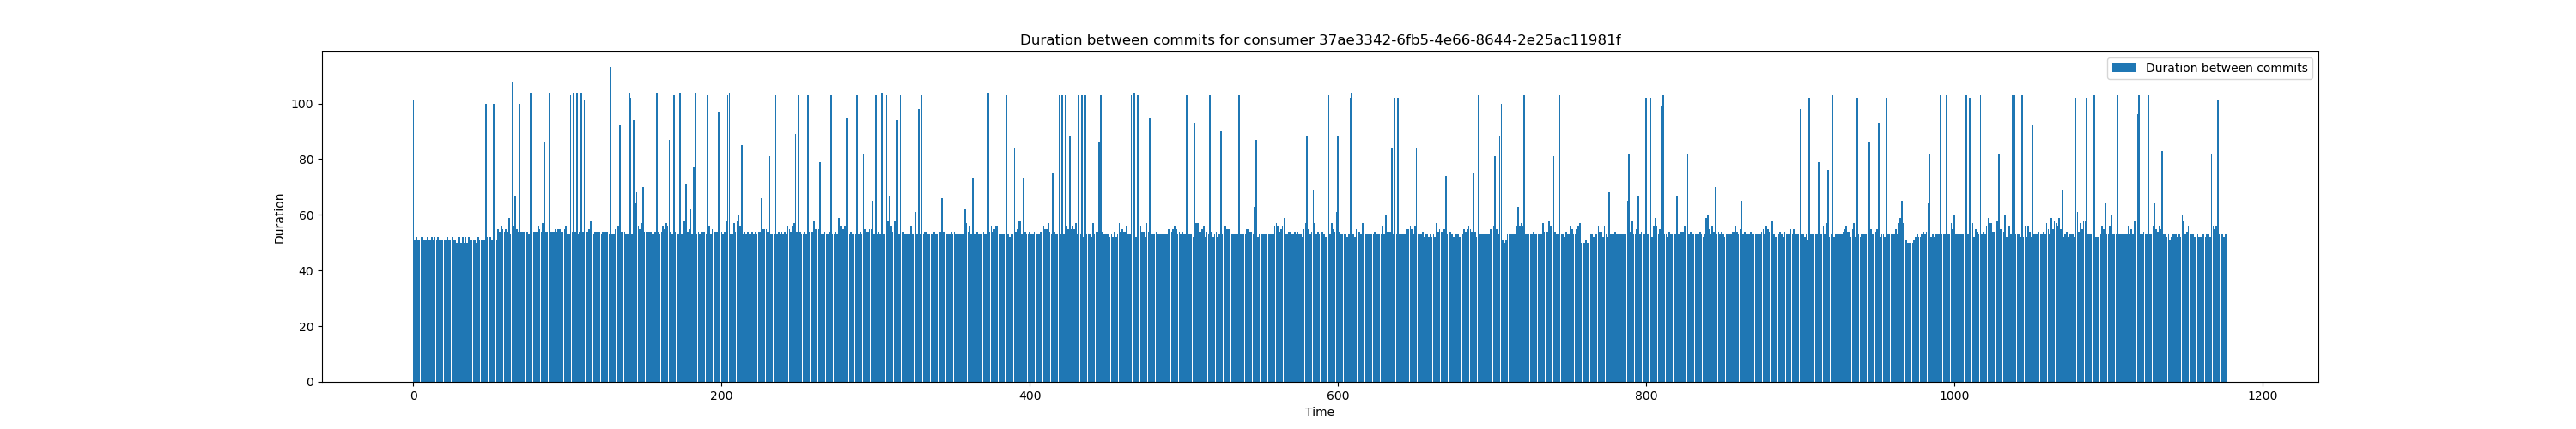 Duration between commits for consumer 37ae3342-6fb5-4e66-8644-2e25ac11981f
Duration between commits
Duration
100
80
60
40
20
0
0 200 400 600 800 1000 1200
Time